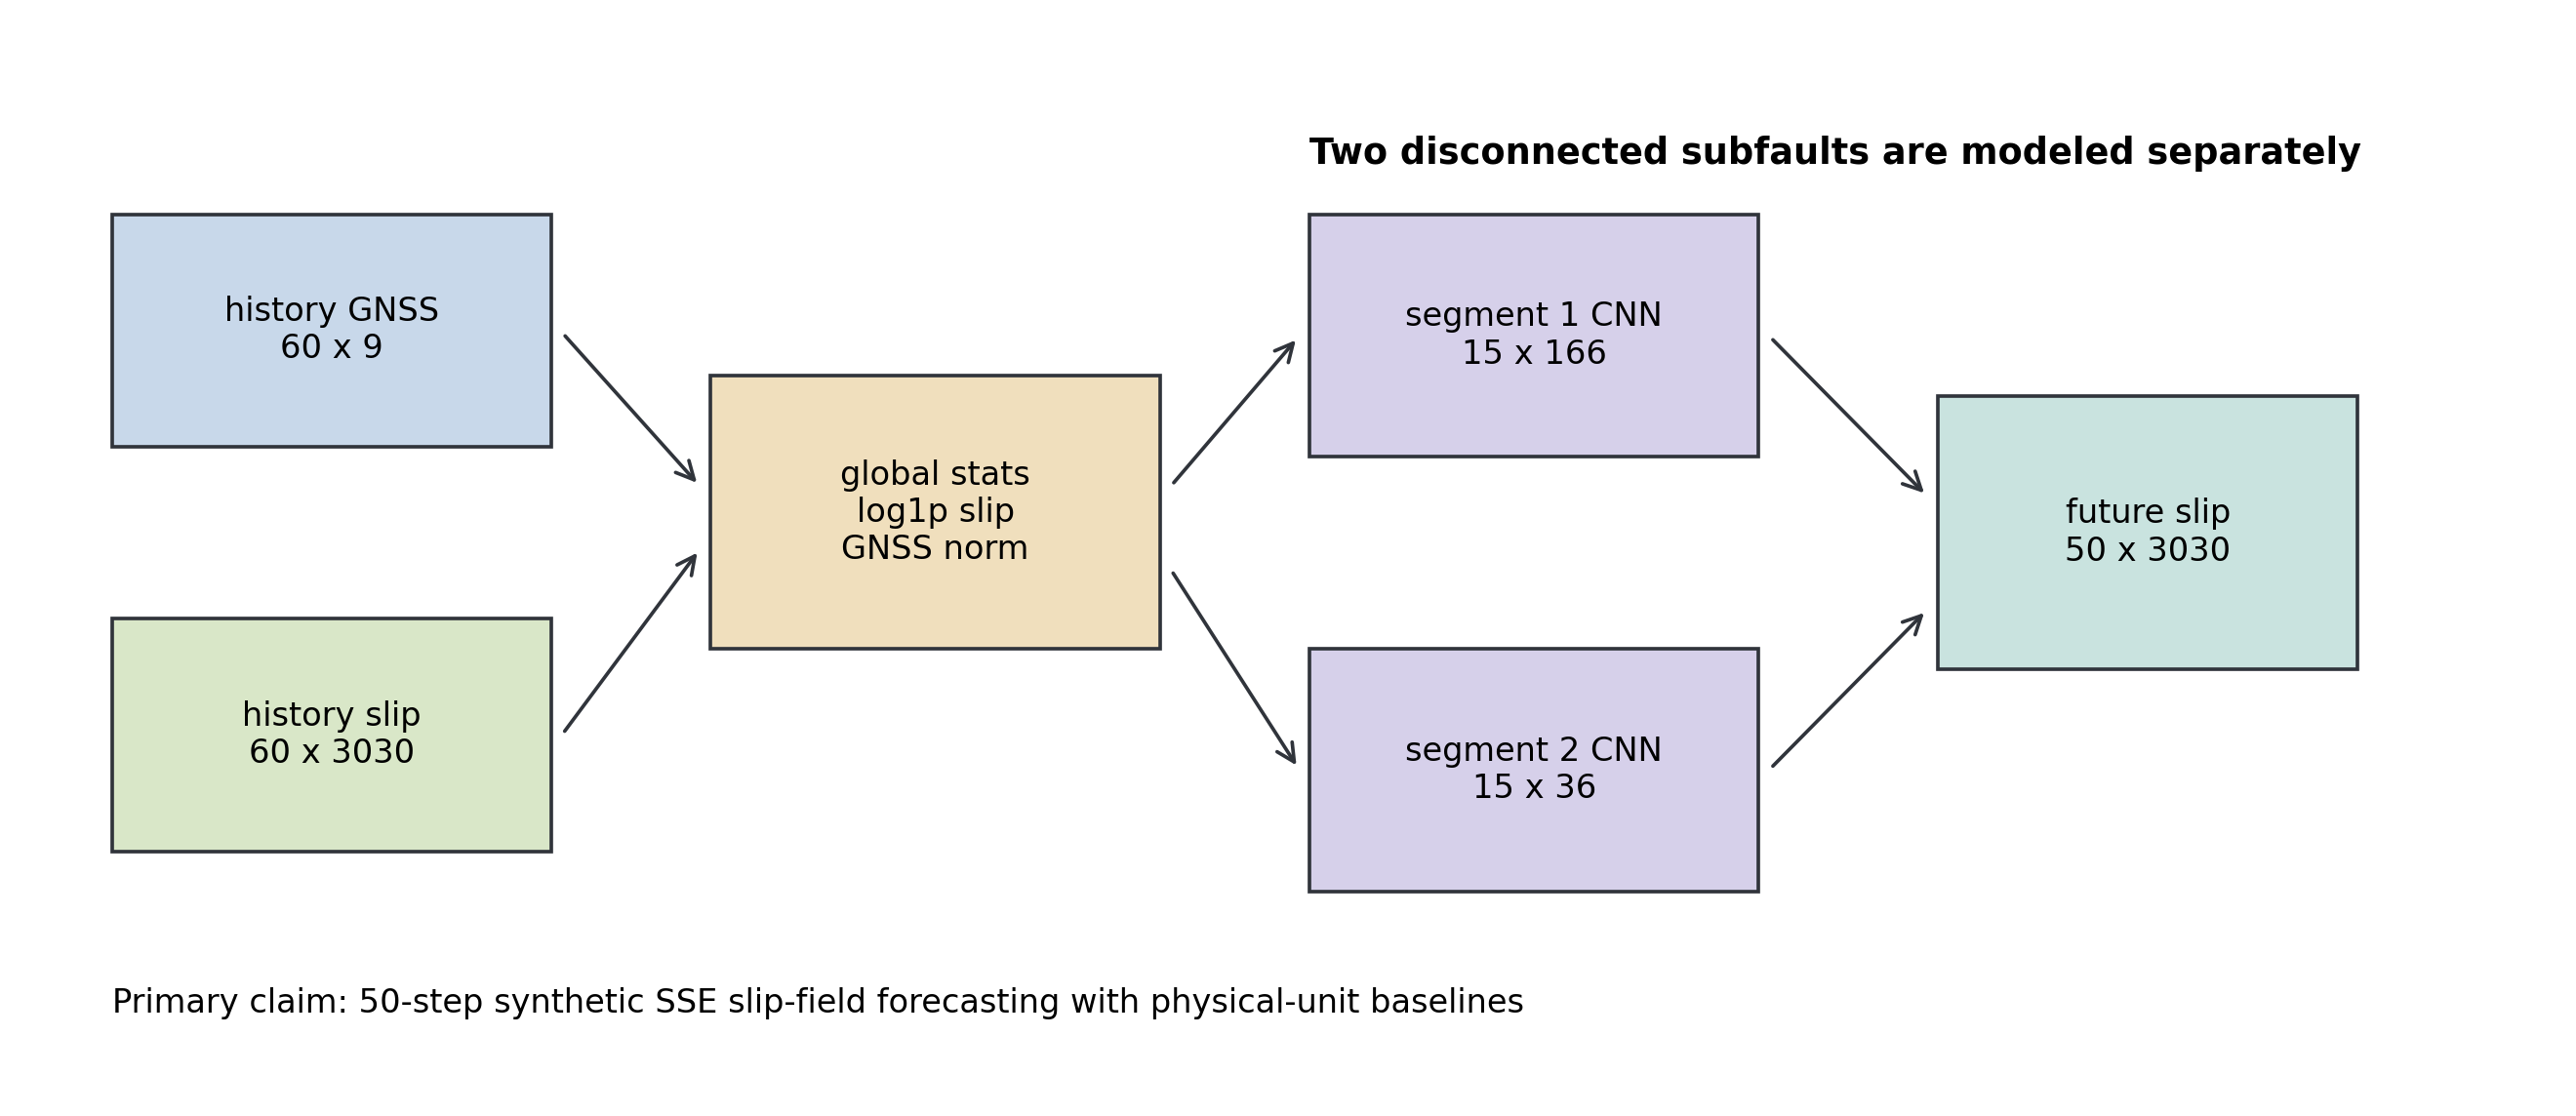 Two disconnected subfaults are modeled separately
history GNSS
60 x 9
history slip
60 x 3030
global stats
log1p slip
GNSS norm
segment 1 CNN
15 x 166
segment 2 CNN
15 x 36
future slip
50 x 3030
Primary claim: 50-step synthetic SSE slip-field forecasting with physical-unit baselines